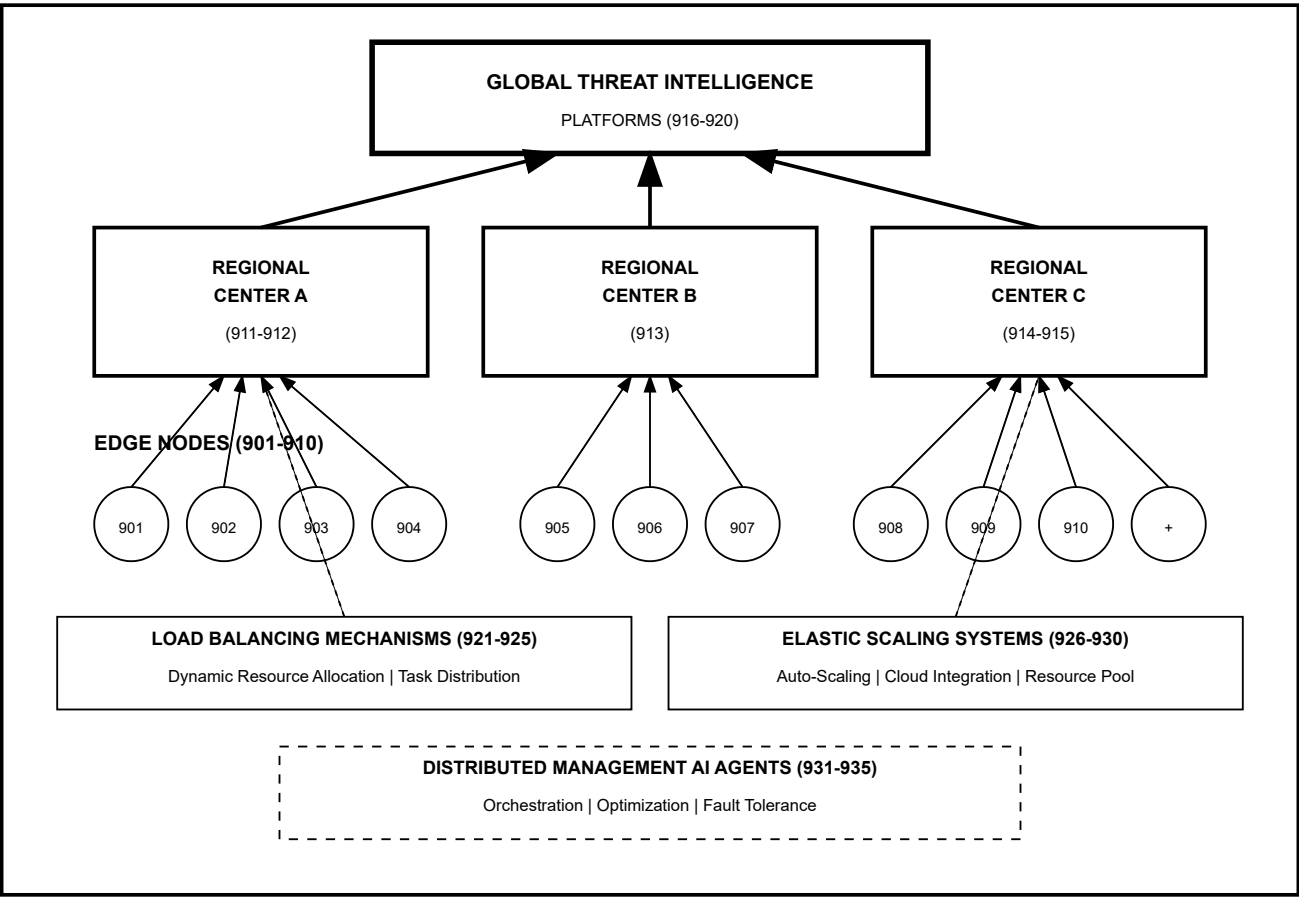 GLOBAL THREAT INTELLIGENCE
PLATFORMS (916-920)
REGIONAL
CENTER A
(911-912)
REGIONAL
CENTER B
(913)
REGIONAL
CENTER C
(914-915)
EDGE NODES (901-910)
901
902
903
904
905
906
907
908
909
910
+
LOAD BALANCING MECHANISMS (921-925)
Dynamic Resource Allocation | Task Distribution
ELASTIC SCALING SYSTEMS (926-930)
Auto-Scaling | Cloud Integration | Resource Pool
DISTRIBUTED MANAGEMENT AI AGENTS (931-935)
Orchestration | Optimization | Fault Tolerance